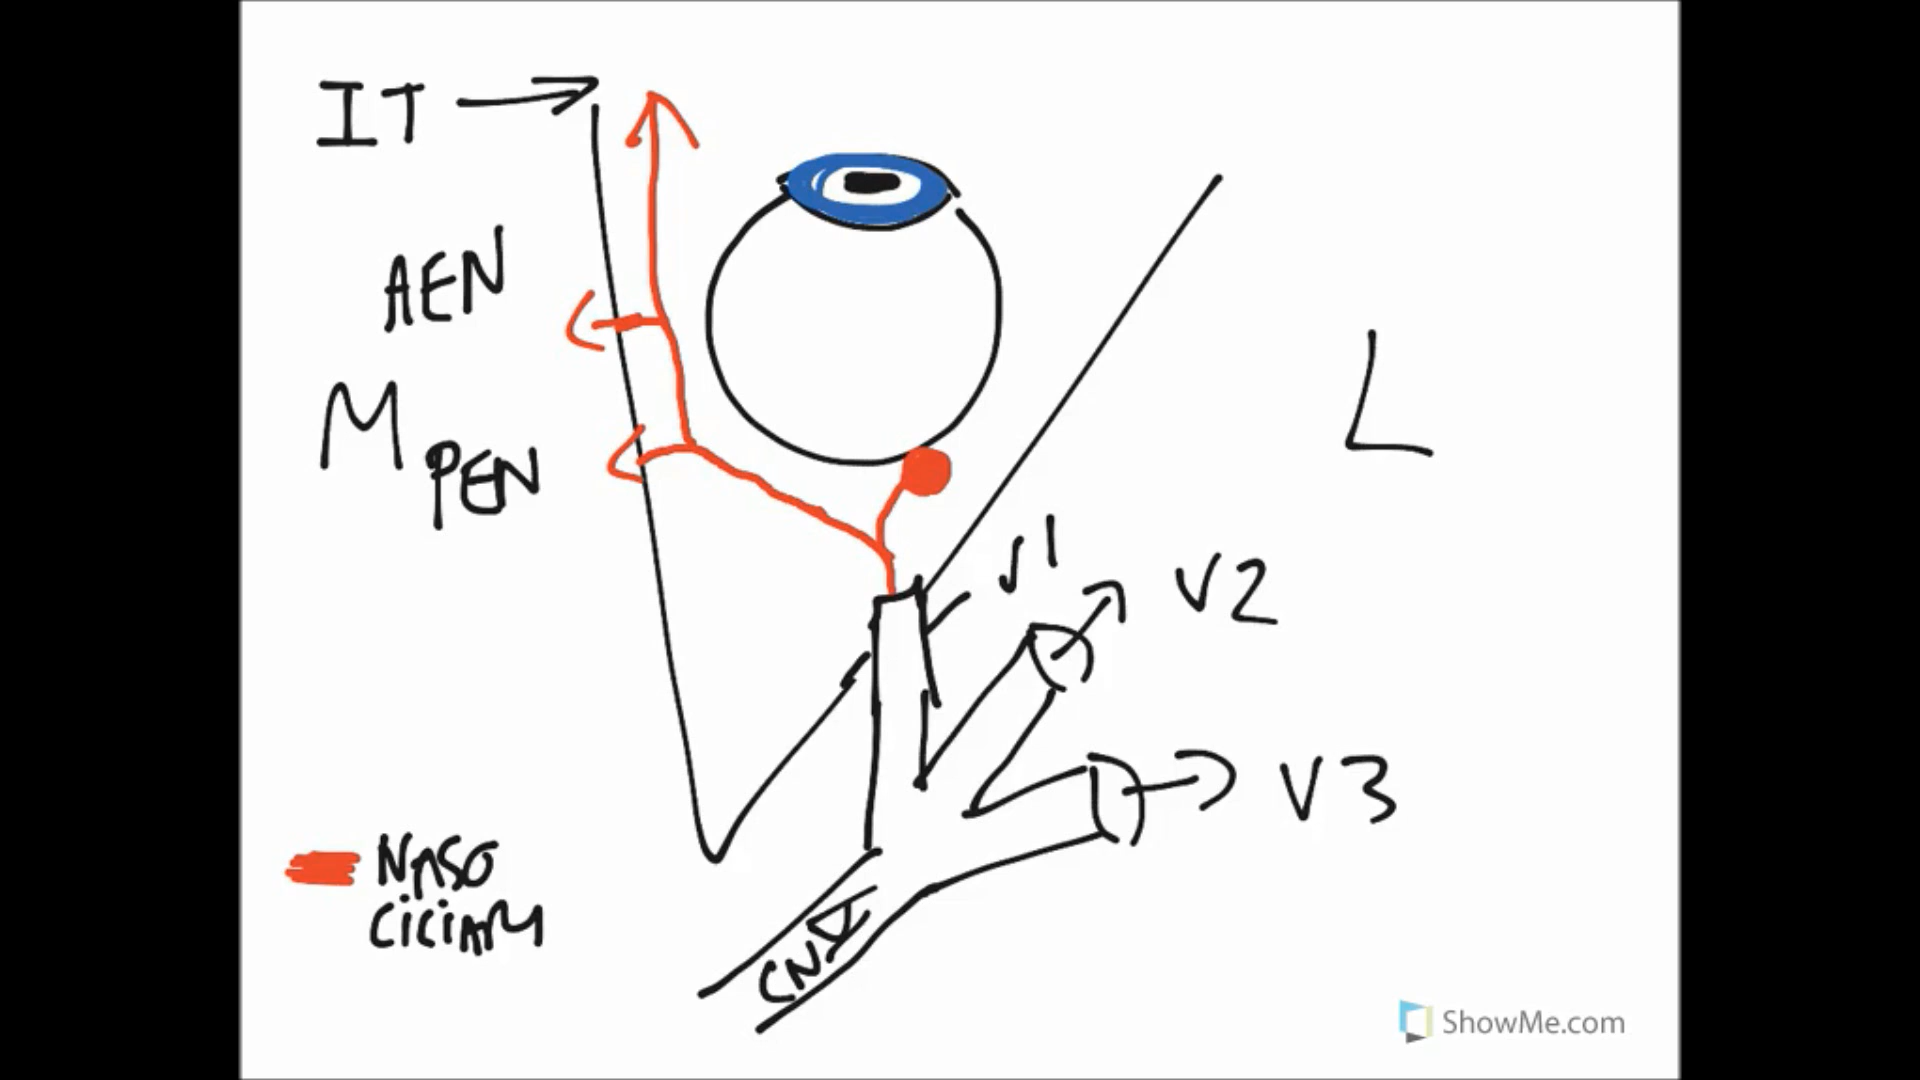 IT
AEN
M
PEN
L
V1
V2
V3
NASO
CILIARY
CN V
ShowMe.com